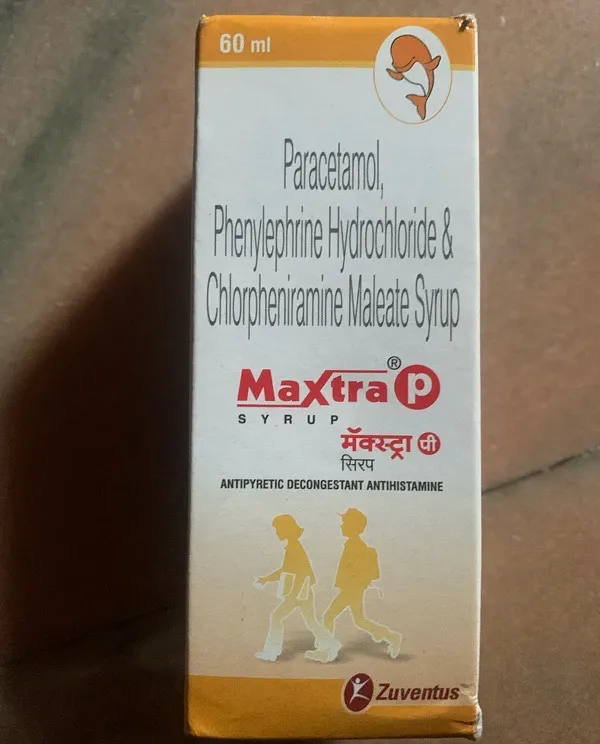 60 ml
Paracetamol,
Phenylephrine Hydrochloride &
Chlorpheniramine Maleate Syrup
Maxtra® P
SYRUP
मॅक्स्ट्रा पी
सिरप
ANTIPYRETIC DECONGESTANT ANTIHISTAMINE
Zuventus